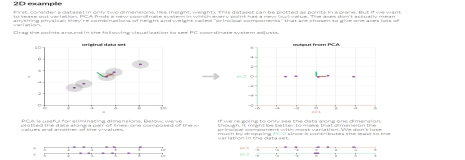 2D example
First, consider a dataset in only two dimensions, like (height, weight). This dataset can be plotted as points in a plane. But if we want
to tease out variation, PCA finds a new coordinate system in which every point has a new (x,y) value. The axes don't actually mean
anything physical; they're combinations of height and weight called "principal components" that are chosen to give one axes lots of
variation.
Drag the points around in the following visualization to see PC coordinate system adjusts.
original data set
output from PCA
PCA is useful for eliminating dimensions. Below, we've
plotted the data along a pair of lines: one composed of the x-
values and another of the y-values.
If we're going to only see the data along one dimension,
though, it might be better to make that dimension the
principal component with most variation. We don't lose
much by dropping PC2 since it contributes the least to the
variation in the data set.